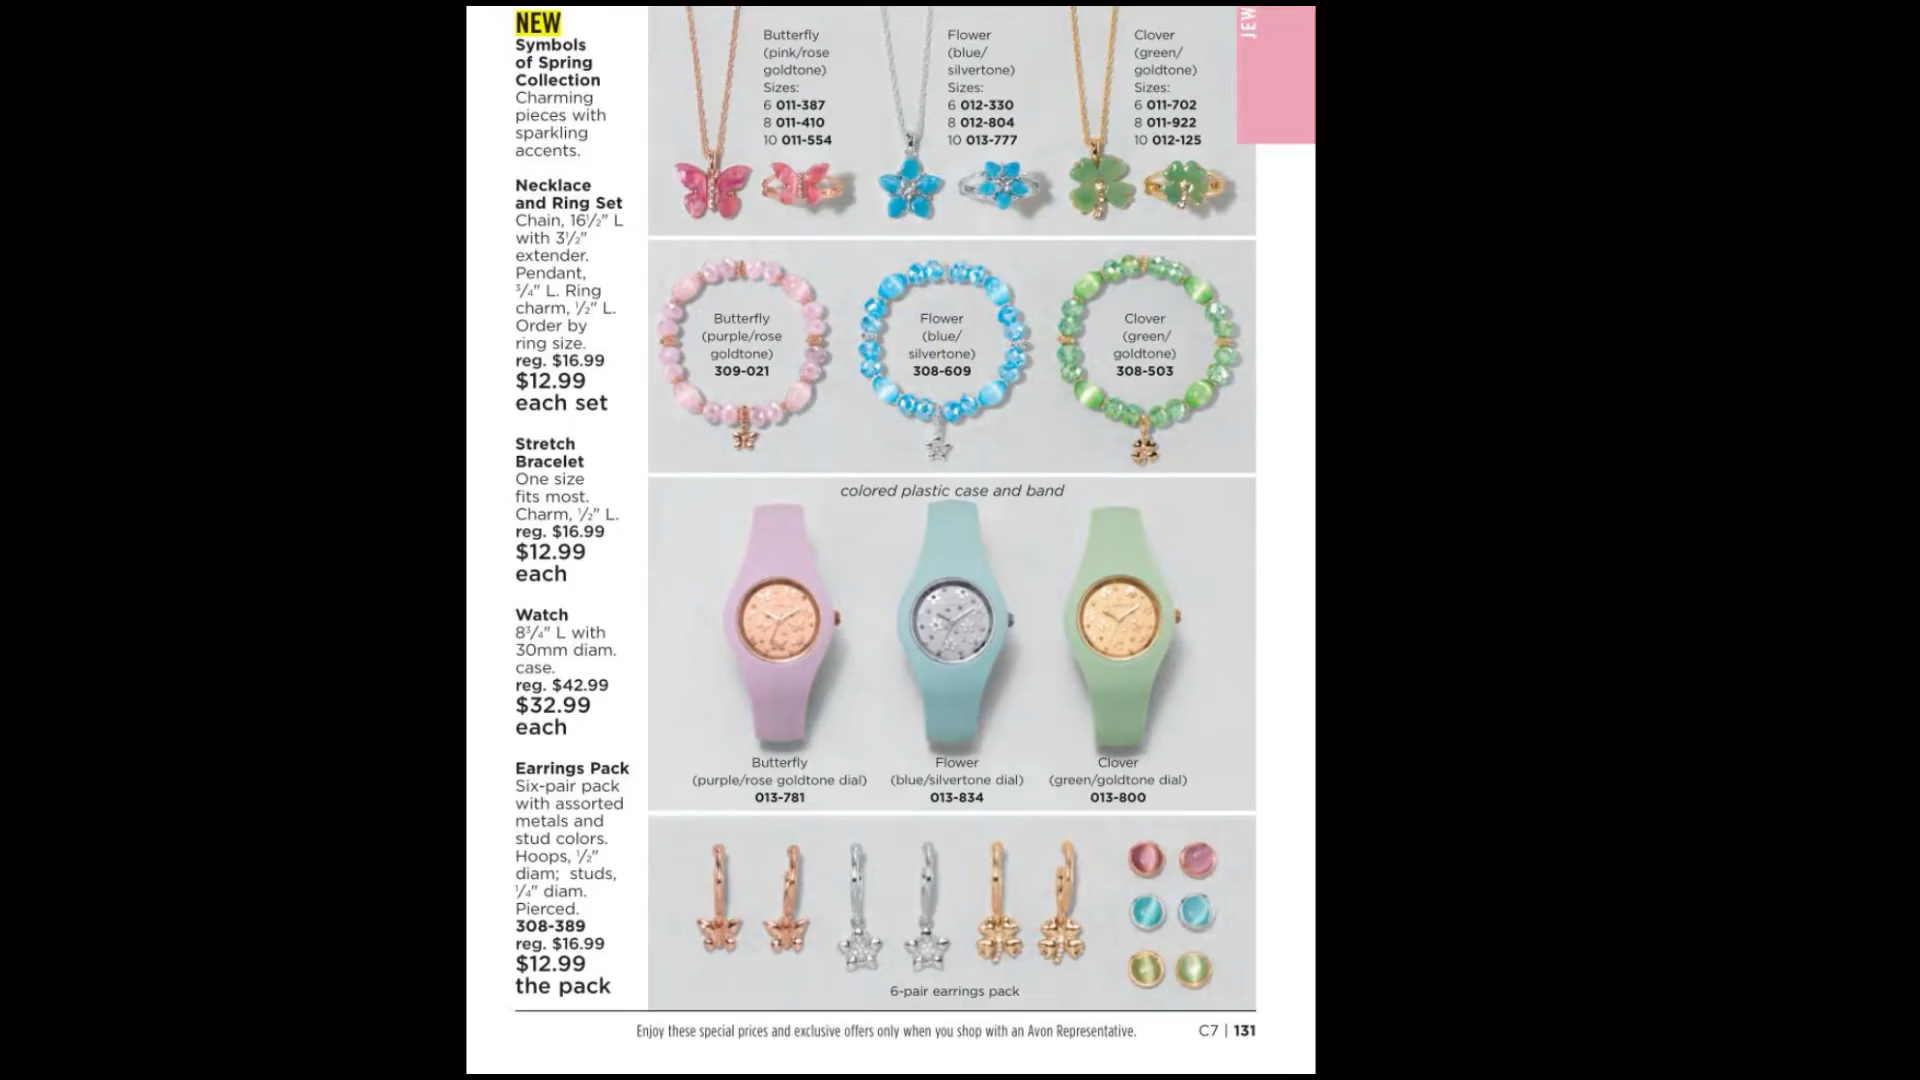 NEW
Symbols
of Spring
Collection
Charming
pieces with
sparkling
accents.
Necklace
and Ring Set
Chain, 16½" L
with 3½"
extender.
Pendant,
¾" L. Ring
charm, ½" L.
Order by
ring size.
reg. $16.99
$12.99
each set
Stretch
Bracelet
One size
fits most.
Charm, ½" L.
reg. $16.99
$12.99
each
Watch
8¾" L with
30mm diam.
case.
reg. $42.99
$32.99
each
Earrings Pack
Six-pair pack
with assorted
metals and
stud colors.
Hoops, ½"
diam; studs,
¼" diam.
Pierced.
308-389
reg. $16.99
$12.99
the pack
Butterfly
(pink/rose
goldtone)
Sizes:
6 011-387
8 011-410
10 011-554
Flower
(blue/
silvertone)
Sizes:
6 012-330
8 012-804
10 013-777
Clover
(green/
goldtone)
Sizes:
6 011-702
8 011-922
10 012-125
JEW
Butterfly
(purple/rose
goldtone)
309-021
Flower
(blue/
silvertone)
308-609
Clover
(green/
goldtone)
308-503
colored plastic case and band
Butterfly
(purple/rose goldtone dial)
013-781
Flower
(blue/silvertone dial)
013-834
Clover
(green/goldtone dial)
013-800
6-pair earrings pack
Enjoy these special prices and exclusive offers only when you shop with an Avon Representative.
C7 | 131